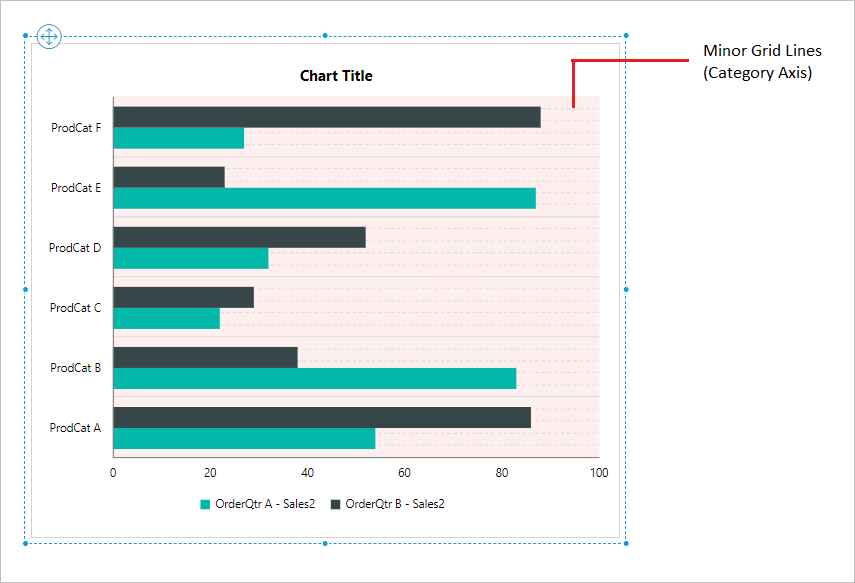 Minor Grid Lines
(Category Axis)
Chart Title
ProdCat F
ProdCat E
ProdCat D
ProdCat C
ProdCat B
ProdCat A
0 20 40 60 80 100
OrderQtr A - Sales2 OrderQtr B - Sales2